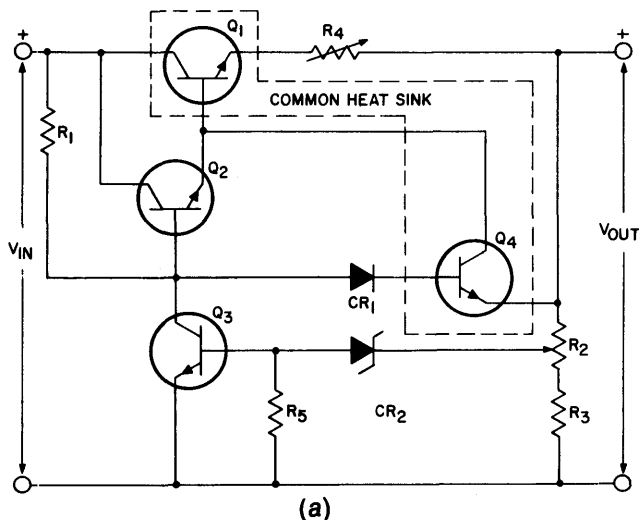 +
Q1
R4
+
COMMON HEAT SINK
R1
Q2
VIN
Q4
VOUT
CR1
Q3
R2
R5
CR2
R3
(a)